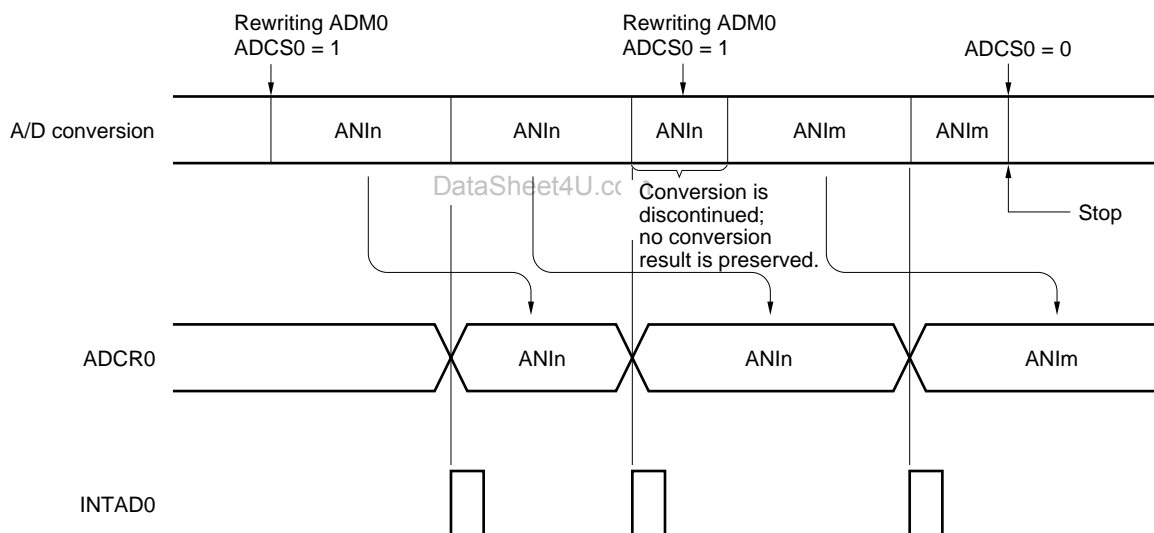 Rewriting ADM0
ADCS0 = 1
Rewriting ADM0
ADCS0 = 1
ADCS0 = 0
A/D conversion
ANIn
ANIn
ANIn
ANIm
ANIm
Conversion is
discontinued;
no conversion
result is preserved.
Stop
ADCR0
ANIn
ANIn
ANIm
INTAD0